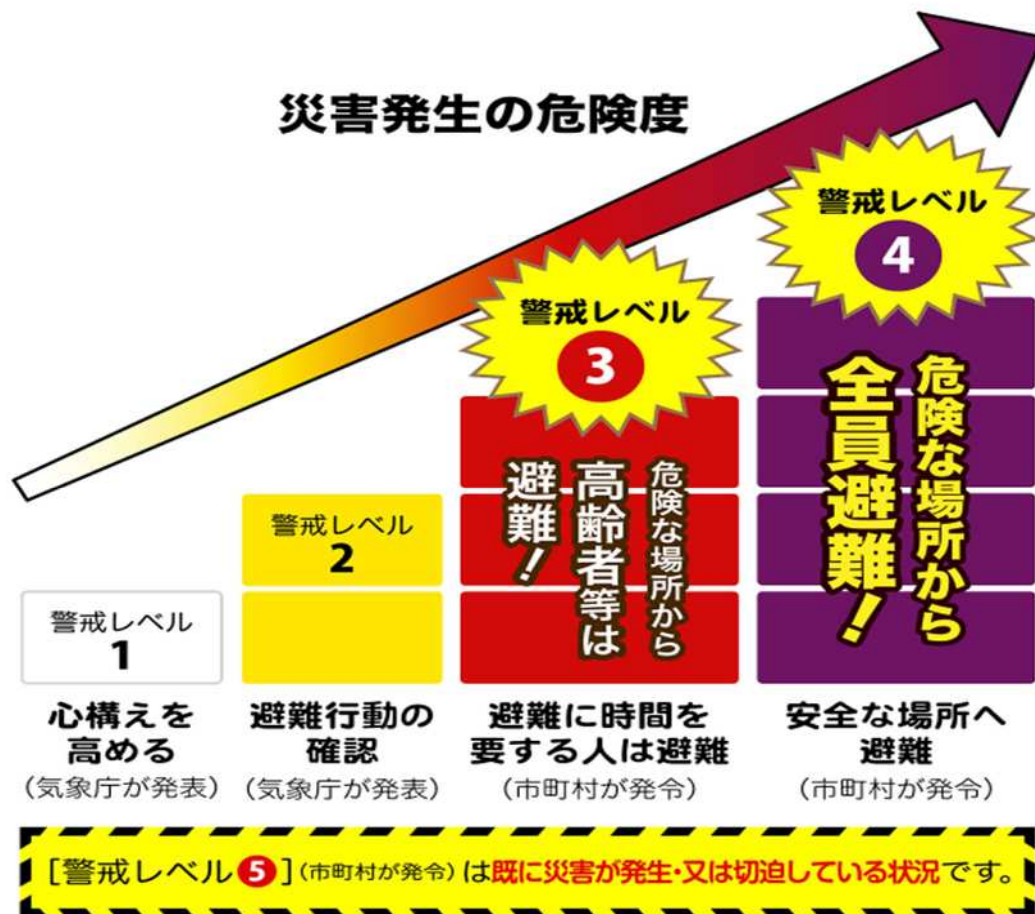 災害発生の危険度
警戒レベル
4
危険な場所から
全員避難！
警戒レベル
3
危険な場所から
高齢者等は
避難！
警戒レベル
2
警戒レベル
1
心構えを
高める
（気象庁が発表）
避難行動の
確認
（気象庁が発表）
避難に時間を
要する人は避難
（市町村が発令）
安全な場所へ
避難
（市町村が発令）
［警戒レベル5］（市町村が発令）は既に災害が発生・又は切迫している状況です。